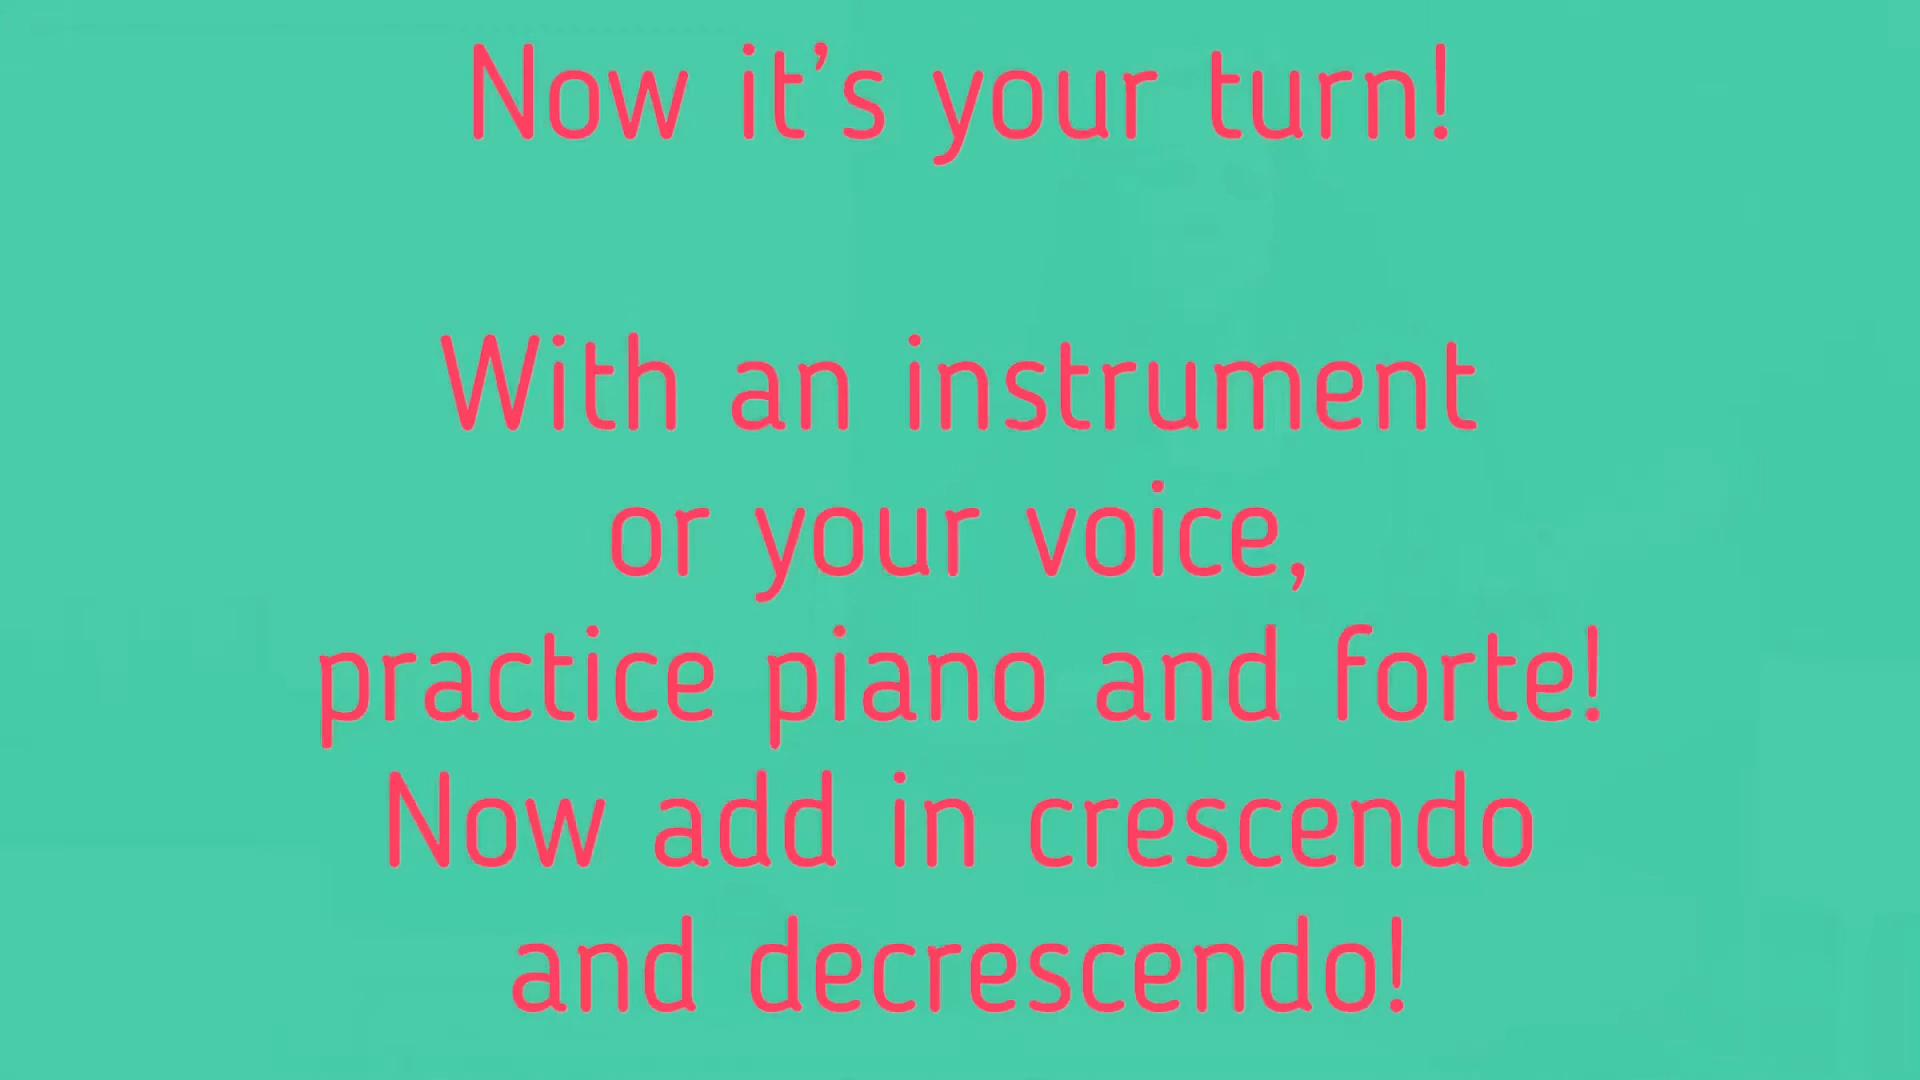 Now it’s your turn!
With an instrument
or your voice,
practice piano and forte!
Now add in crescendo
and decrescendo!